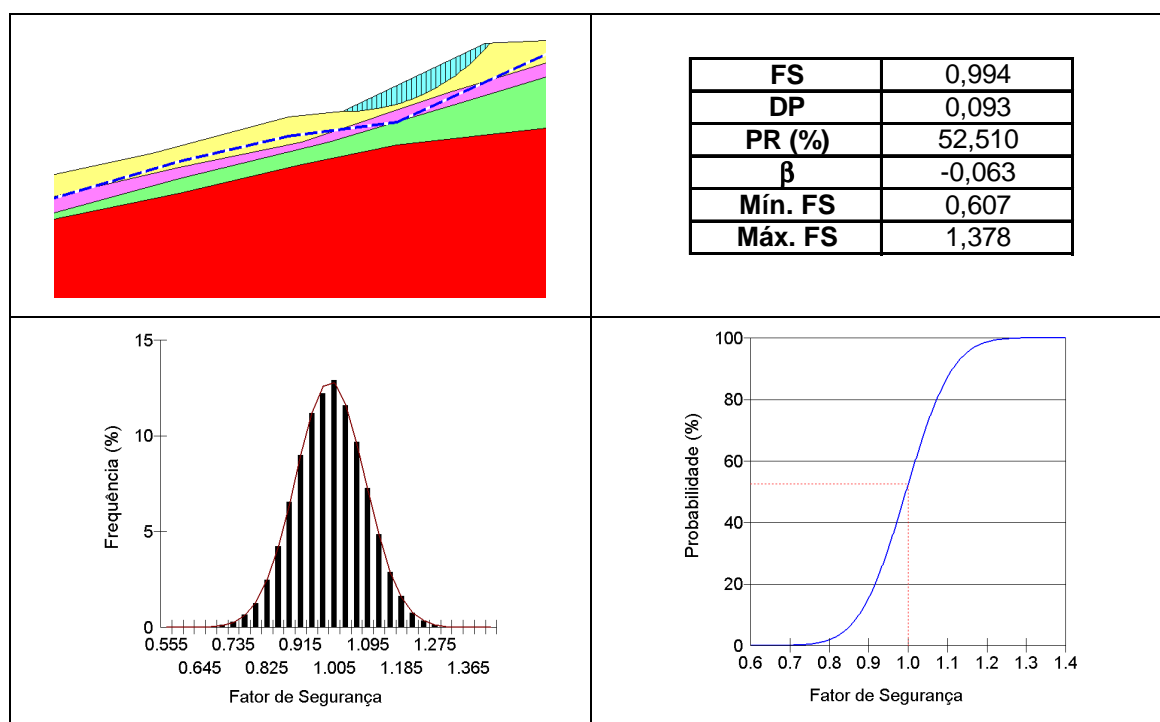 FS 0,994
DP 0,093
PR (%) 52,510
β -0,063
Mín. FS 0,607
Máx. FS 1,378
15
10
5
0
Frequência (%)
0.555 0.735 0.915 1.095 1.275
0.645 0.825 1.005 1.185 1.365
Fator de Segurança
100
80
60
40
20
0
Probabilidade (%)
0.6 0.7 0.8 0.9 1.0 1.1 1.2 1.3 1.4
Fator de Segurança